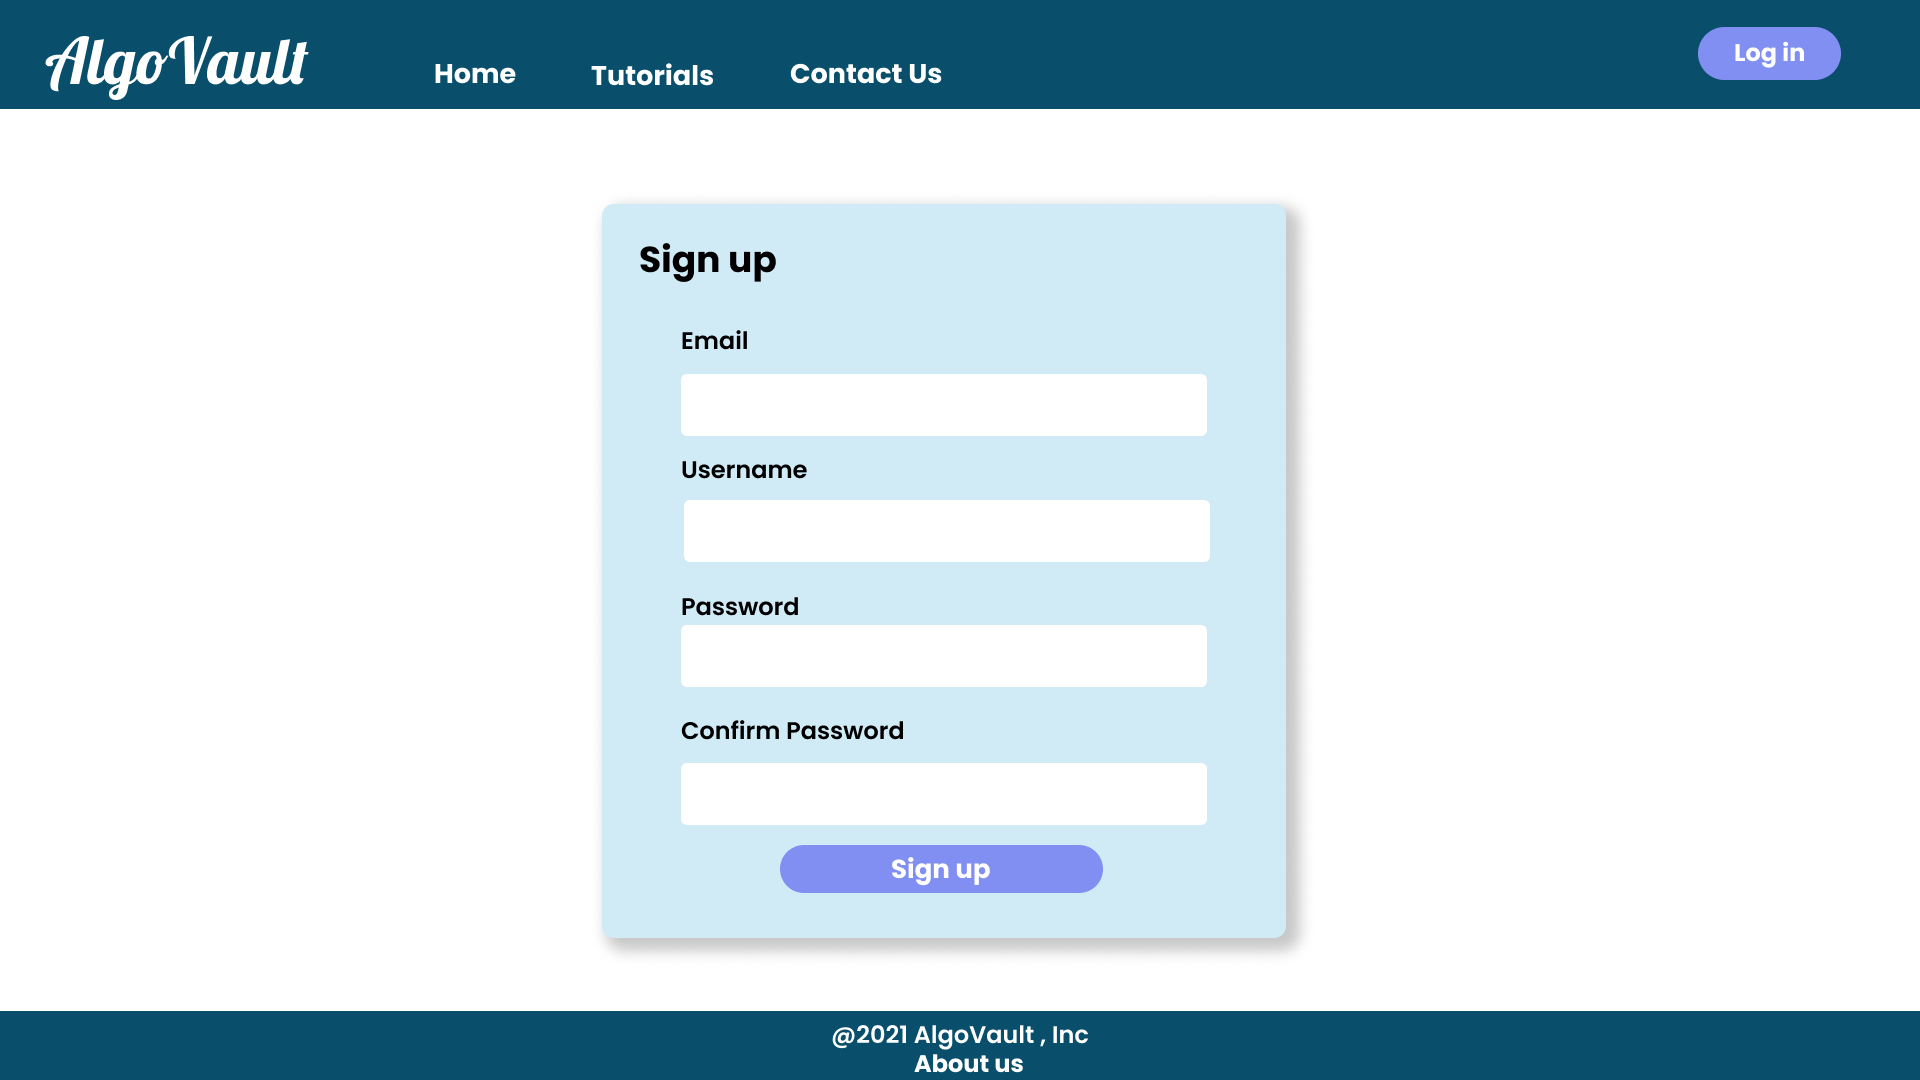 AlgoVault
Home
Tutorials
Contact Us
Log in
Sign up
Email
Username
Password
Confirm Password
Sign up
@2021 AlgoVault , Inc
About us